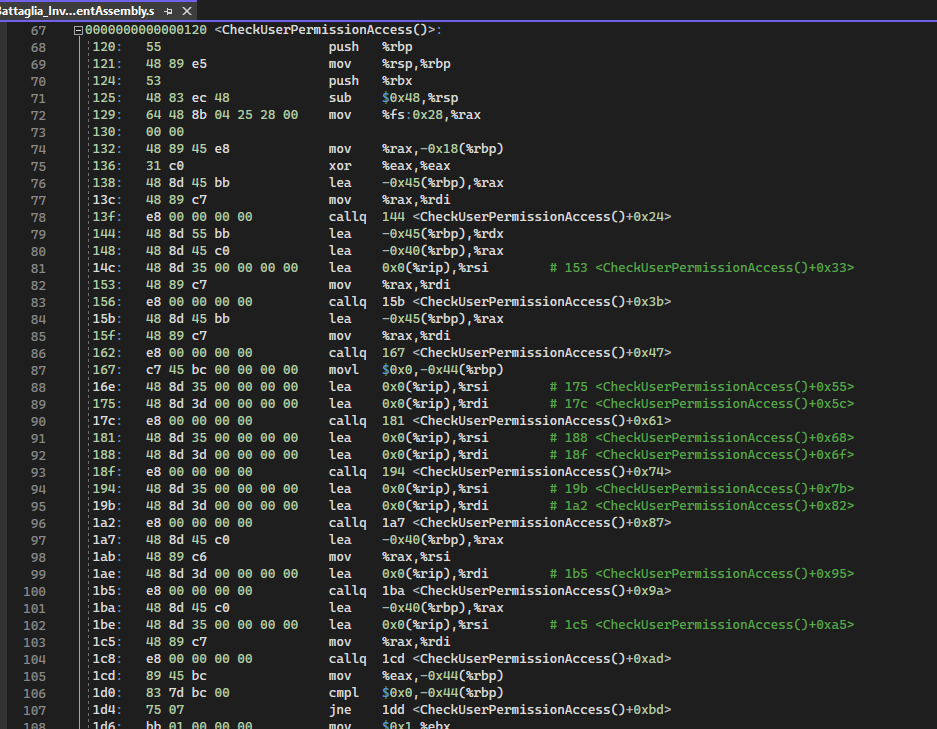 Battaglia_Inv...entAssembly.s
67 0000000000000120 <CheckUserPermissionAccess()>:
68 120: 55 push %rbp
69 121: 48 89 e5 mov %rsp,%rbp
70 124: 53 push %rbx
71 125: 48 83 ec 48 sub $0x48,%rsp
72 129: 64 48 8b 04 25 28 00 mov %fs:0x28,%rax
73 130: 00 00
74 132: 48 89 45 e8 mov %rax,-0x18(%rbp)
75 136: 31 c0 xor %eax,%eax
76 138: 48 8d 45 bb lea -0x45(%rbp),%rax
77 13c: 48 89 c7 mov %rax,%rdi
78 13f: e8 00 00 00 00 callq 144 <CheckUserPermissionAccess()+0x24>
79 144: 48 8d 55 bb lea -0x45(%rbp),%rdx
80 148: 48 8d 45 c0 lea -0x40(%rbp),%rax
81 14c: 48 8d 35 00 00 00 00 lea 0x0(%rip),%rsi # 153 <CheckUserPermissionAccess()+0x33>
82 153: 48 89 c7 mov %rax,%rdi
83 156: e8 00 00 00 00 callq 15b <CheckUserPermissionAccess()+0x3b>
84 15b: 48 8d 45 bb lea -0x45(%rbp),%rax
85 15f: 48 89 c7 mov %rax,%rdi
86 162: e8 00 00 00 00 callq 167 <CheckUserPermissionAccess()+0x47>
87 167: c7 45 bc 00 00 00 00 movl $0x0,-0x44(%rbp)
88 16e: 48 8d 35 00 00 00 00 lea 0x0(%rip),%rsi # 175 <CheckUserPermissionAccess()+0x55>
89 175: 48 8d 3d 00 00 00 00 lea 0x0(%rip),%rdi # 17c <CheckUserPermissionAccess()+0x5c>
90 17c: e8 00 00 00 00 callq 181 <CheckUserPermissionAccess()+0x61>
91 181: 48 8d 35 00 00 00 00 lea 0x0(%rip),%rsi # 188 <CheckUserPermissionAccess()+0x68>
92 188: 48 8d 3d 00 00 00 00 lea 0x0(%rip),%rdi # 18f <CheckUserPermissionAccess()+0x6f>
93 18f: e8 00 00 00 00 callq 194 <CheckUserPermissionAccess()+0x74>
94 194: 48 8d 35 00 00 00 00 lea 0x0(%rip),%rsi # 19b <CheckUserPermissionAccess()+0x7b>
95 19b: 48 8d 3d 00 00 00 00 lea 0x0(%rip),%rdi # 1a2 <CheckUserPermissionAccess()+0x82>
96 1a2: e8 00 00 00 00 callq 1a7 <CheckUserPermissionAccess()+0x87>
97 1a7: 48 8d 45 c0 lea -0x40(%rbp),%rax
98 1ab: 48 89 c6 mov %rax,%rsi
99 1ae: 48 8d 3d 00 00 00 00 lea 0x0(%rip),%rdi # 1b5 <CheckUserPermissionAccess()+0x95>
100 1b5: e8 00 00 00 00 callq 1ba <CheckUserPermissionAccess()+0x9a>
101 1ba: 48 8d 45 c0 lea -0x40(%rbp),%rax
102 1be: 48 8d 35 00 00 00 00 lea 0x0(%rip),%rsi # 1c5 <CheckUserPermissionAccess()+0xa5>
103 1c5: 48 89 c7 mov %rax,%rdi
104 1c8: e8 00 00 00 00 callq 1cd <CheckUserPermissionAccess()+0xad>
105 1cd: 89 45 bc mov %eax,-0x44(%rbp)
106 1d0: 83 7d bc 00 cmpl $0x0,-0x44(%rbp)
107 1d4: 75 07 jne 1dd <CheckUserPermissionAccess()+0xbd>
108 1d6: bb 01 00 00 00 mov $0x1,%ebx